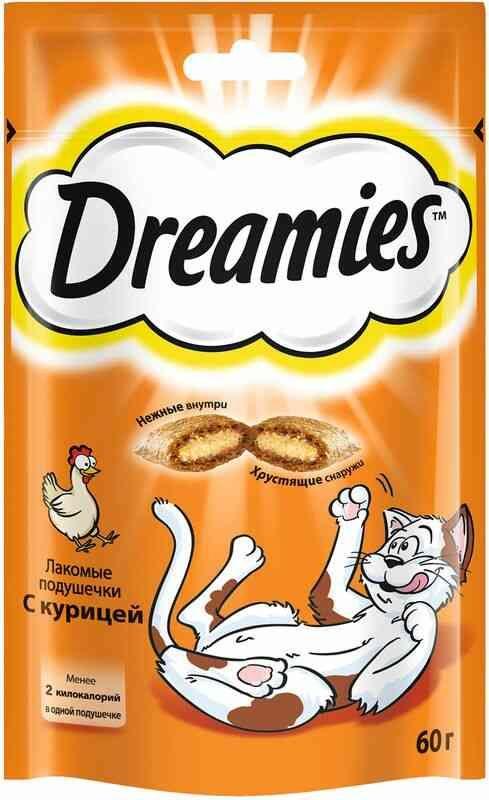 Dreamies™
Нежные внутри
Хрустящие снаружи
Лакомые
подушечки
С курицей
Менее
2 килокалорий
в одной подушечке
60 г